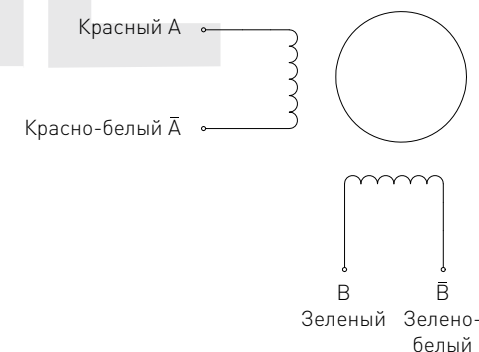 Красный A
Красно-белый A̅
B
B̅
Зеленый
Зелено-
белый